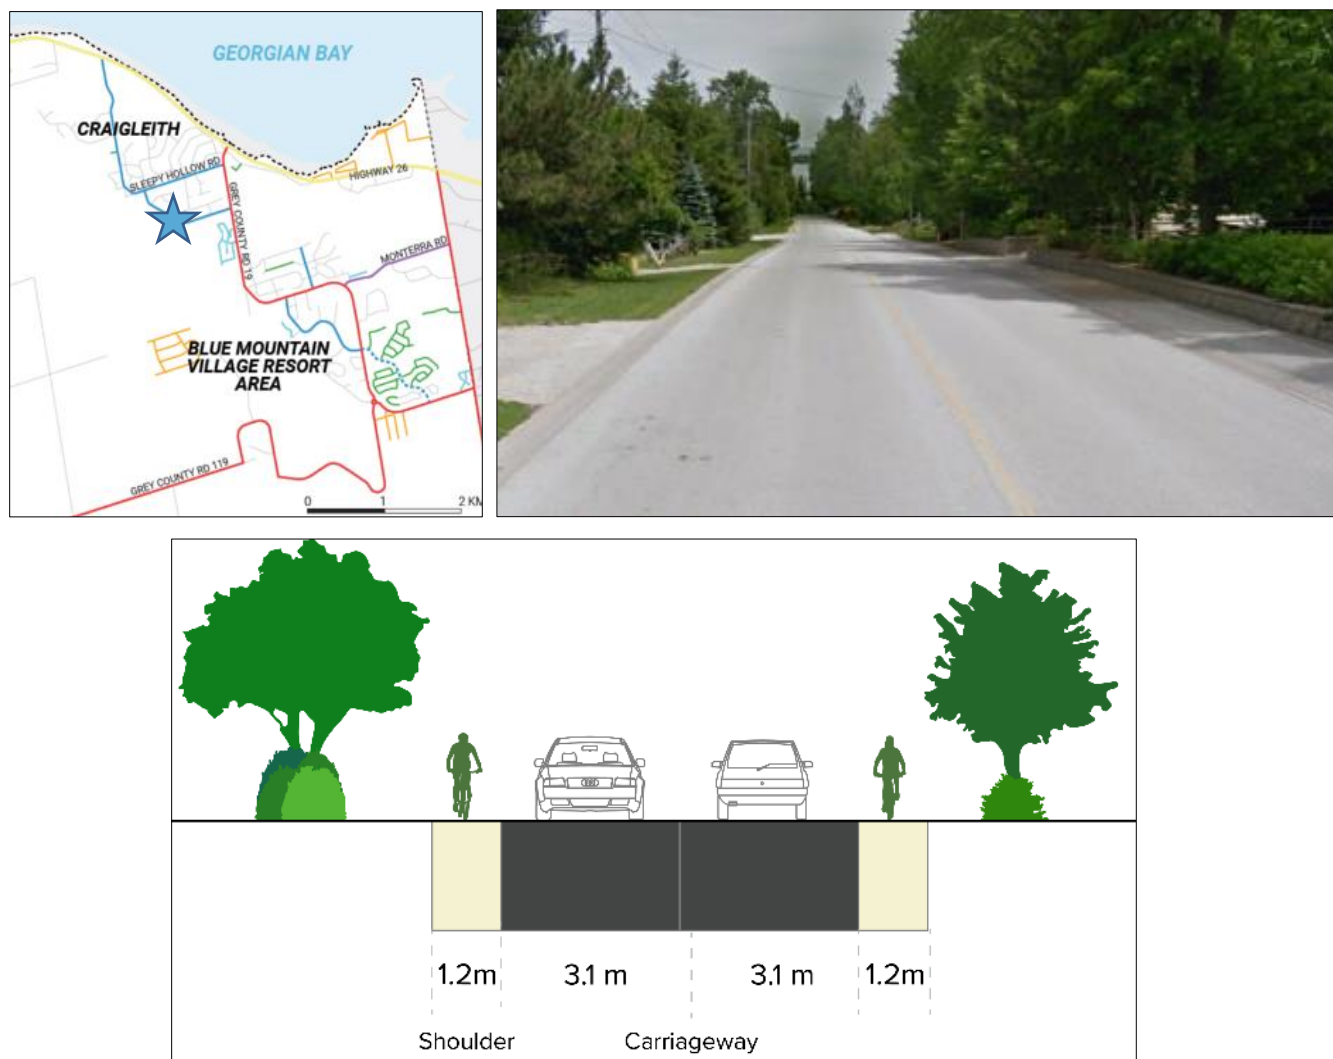 GEORGIAN BAY
CRAIGLEITH
SLEEPY HOLLOW RD
HIGHWAY 26
GREY COUNTY RD 19
MONTERRA RD
BLUE MOUNTAIN
VILLAGE RESORT
AREA
GREY COUNTY RD 119
0 1 2 KM
1.2m 3.1 m 3.1 m 1.2m
Shoulder Carriageway